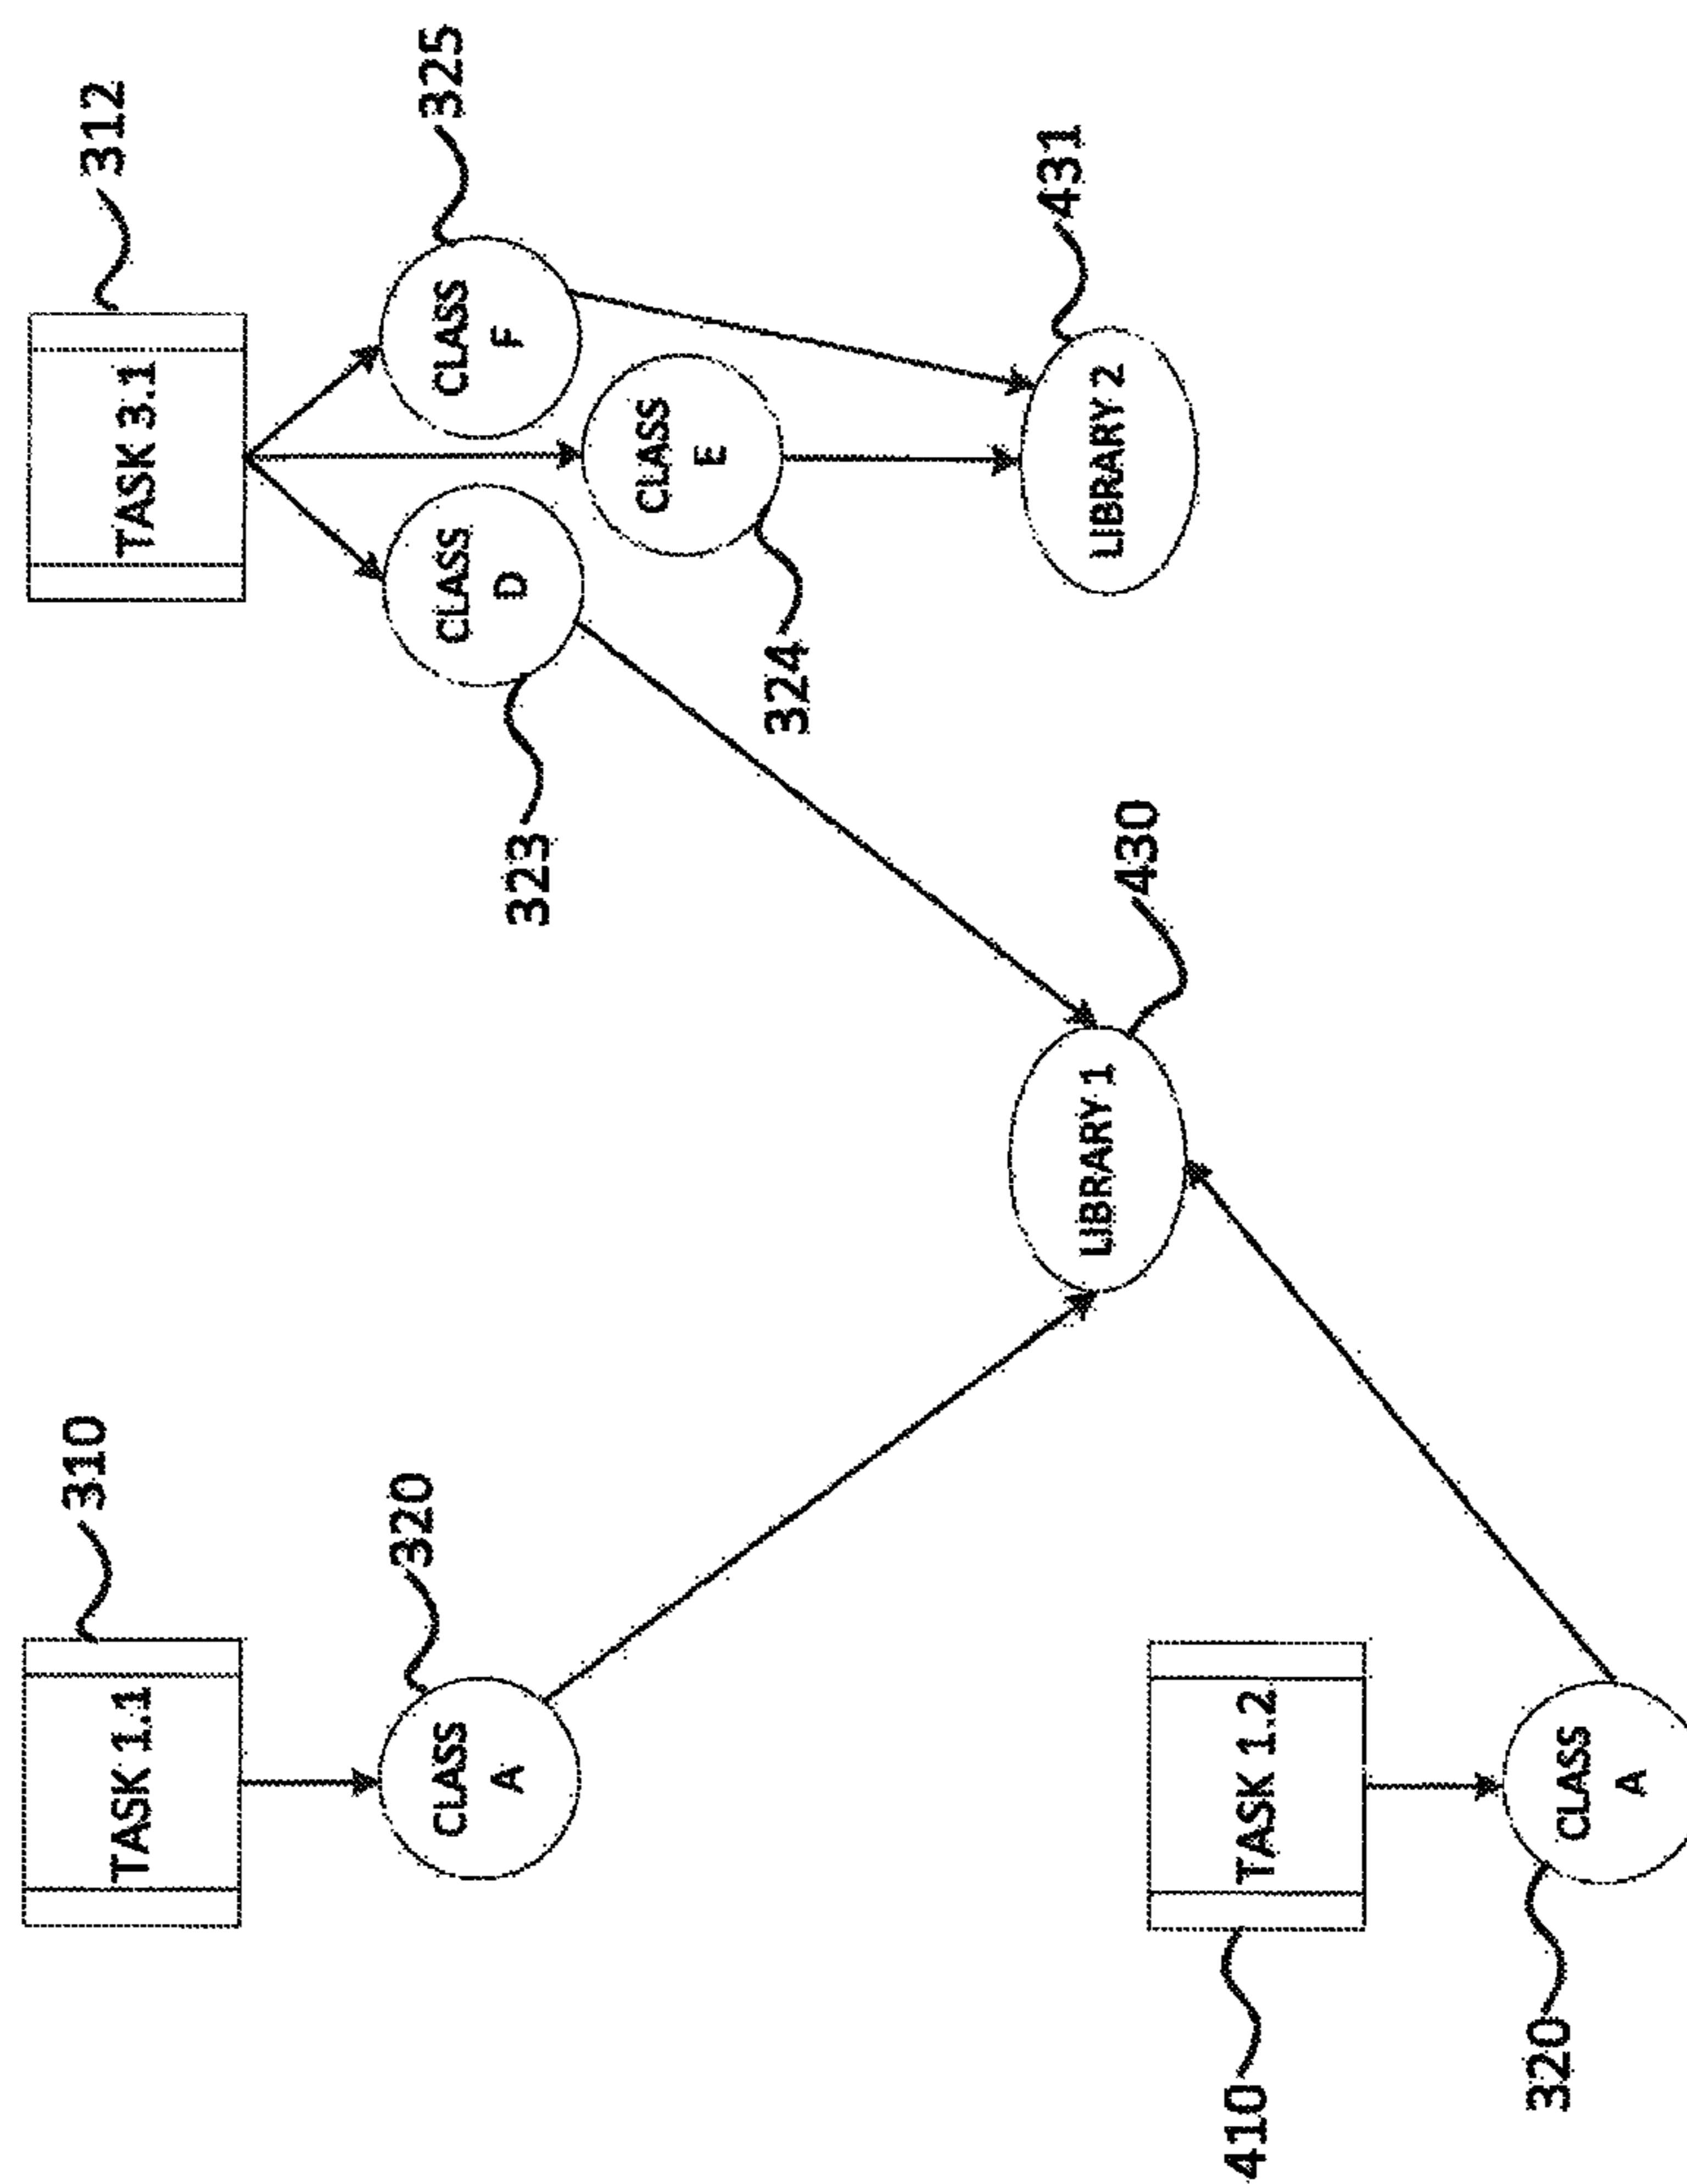 310
TASK 1.1
320
CLASS
A
410
TASK 1.2
320
CLASS
A
LIBRARY 1
430
312
TASK 3.1
323
CLASS
D
324
CLASS
E
325
CLASS
F
431
LIBRARY 2